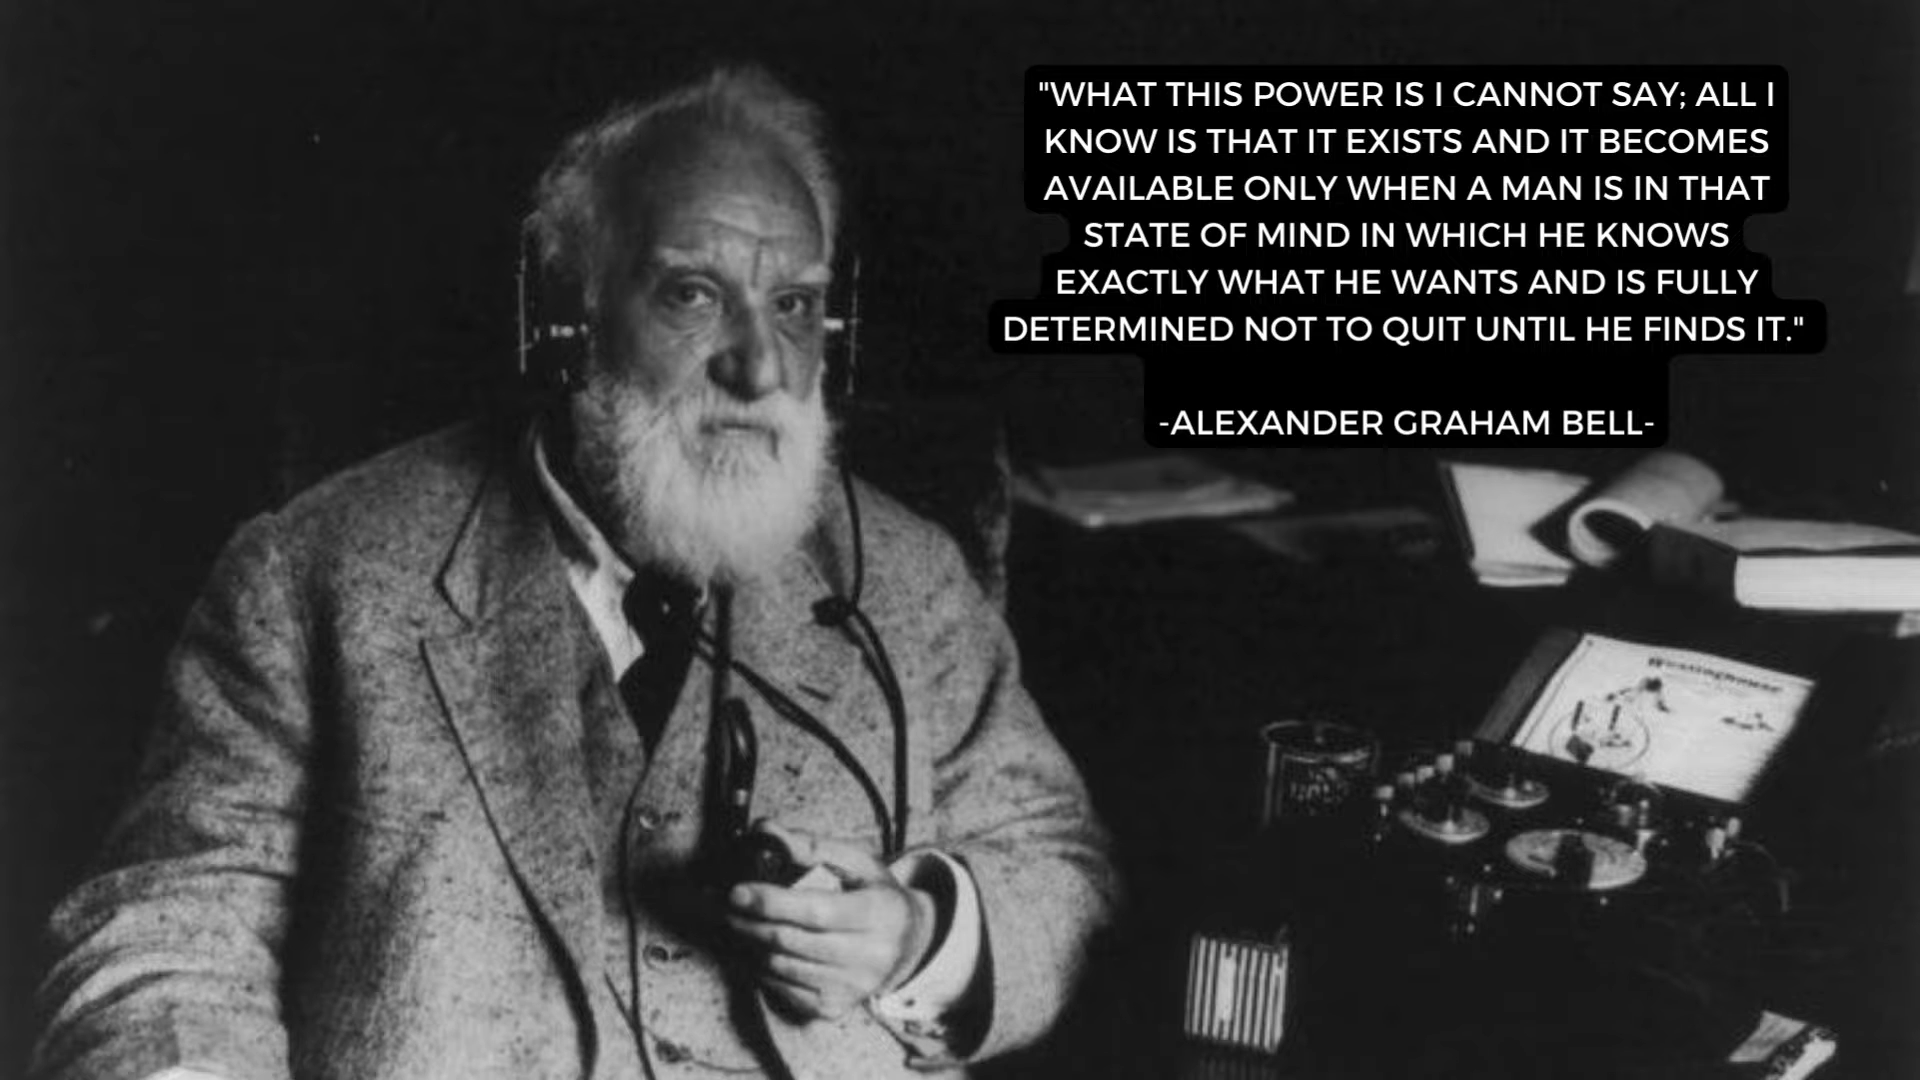 "WHAT THIS POWER IS I CANNOT SAY; ALL I
KNOW IS THAT IT EXISTS AND IT BECOMES
AVAILABLE ONLY WHEN A MAN IS IN THAT
STATE OF MIND IN WHICH HE KNOWS
EXACTLY WHAT HE WANTS AND IS FULLY
DETERMINED NOT TO QUIT UNTIL HE FINDS IT."
-ALEXANDER GRAHAM BELL-
Westinghouse